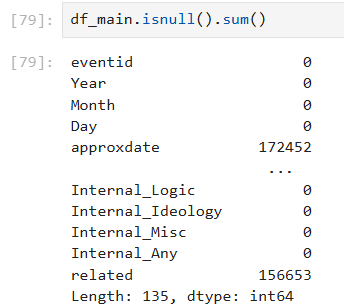 [79]: df_main.isnull().sum()
[79]: eventid 0
Year 0
Month 0
Day 0
approxdate 172452
...
Internal_Logic 0
Internal_Ideology 0
Internal_Misc 0
Internal_Any 0
related 156653
Length: 135, dtype: int64